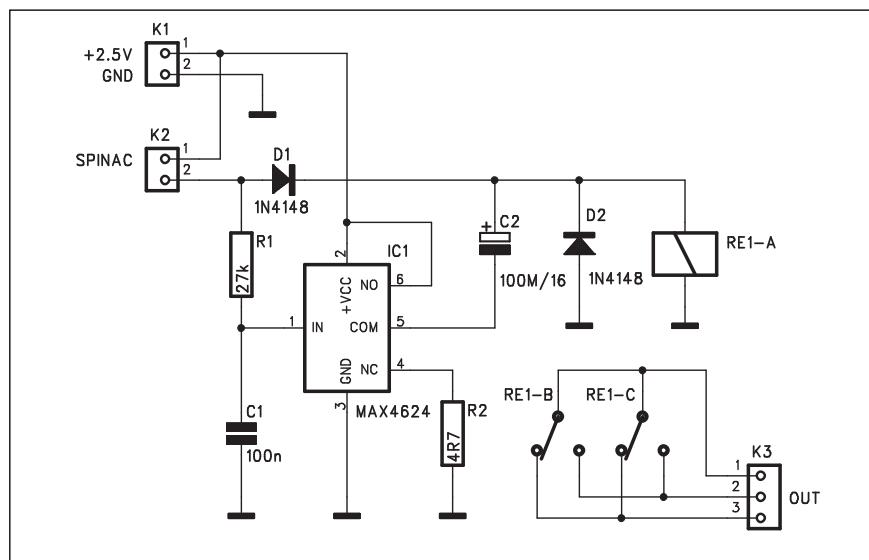 K1
+2.5V
1
GND
2
K2
SPINAC
1
2
D1
1N4148
R1
27k
IC1
2
+VCC
NO
6
1
IN
COM
5
GND
NC
4
3
MAX4624
C1
100n
R2
4R7
+
C2
100M/16
D2
1N4148
RE1-A
RE1-B
RE1-C
K3
1
2
OUT
3